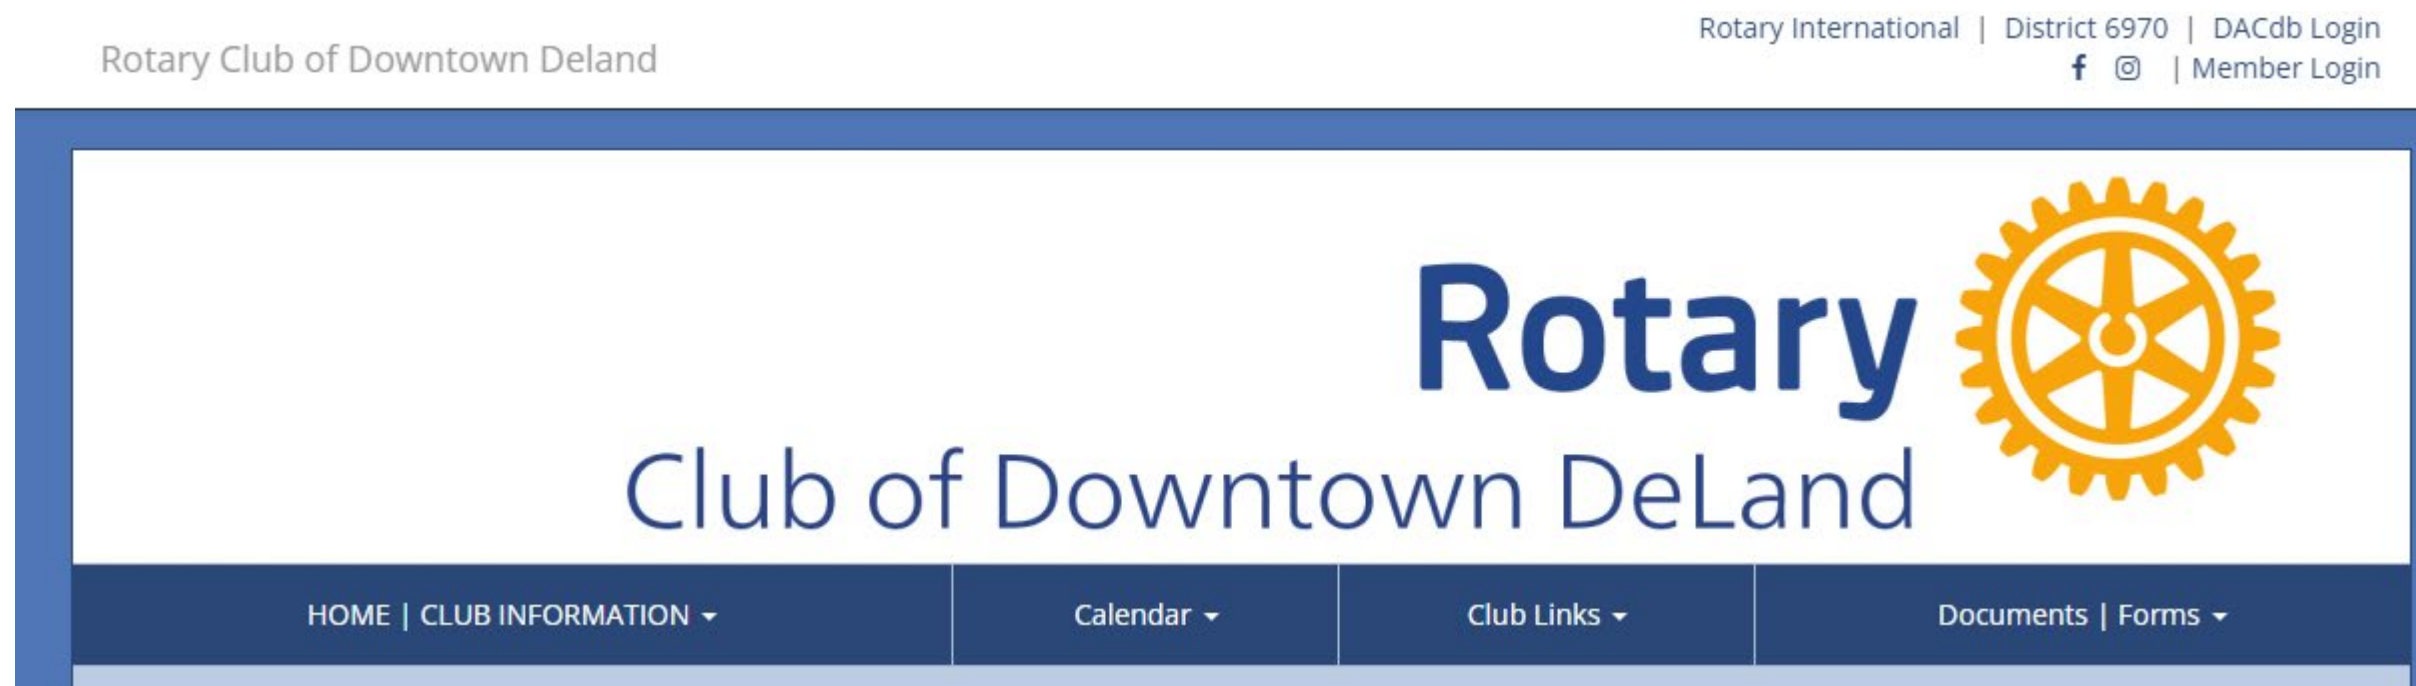 Rotary International | District 6970 | DACdb Login
Rotary Club of Downtown Deland
| Member Login
Rotary
Club of Downtown DeLand
HOME | CLUB INFORMATION
Calendar
Club Links
Documents | Forms